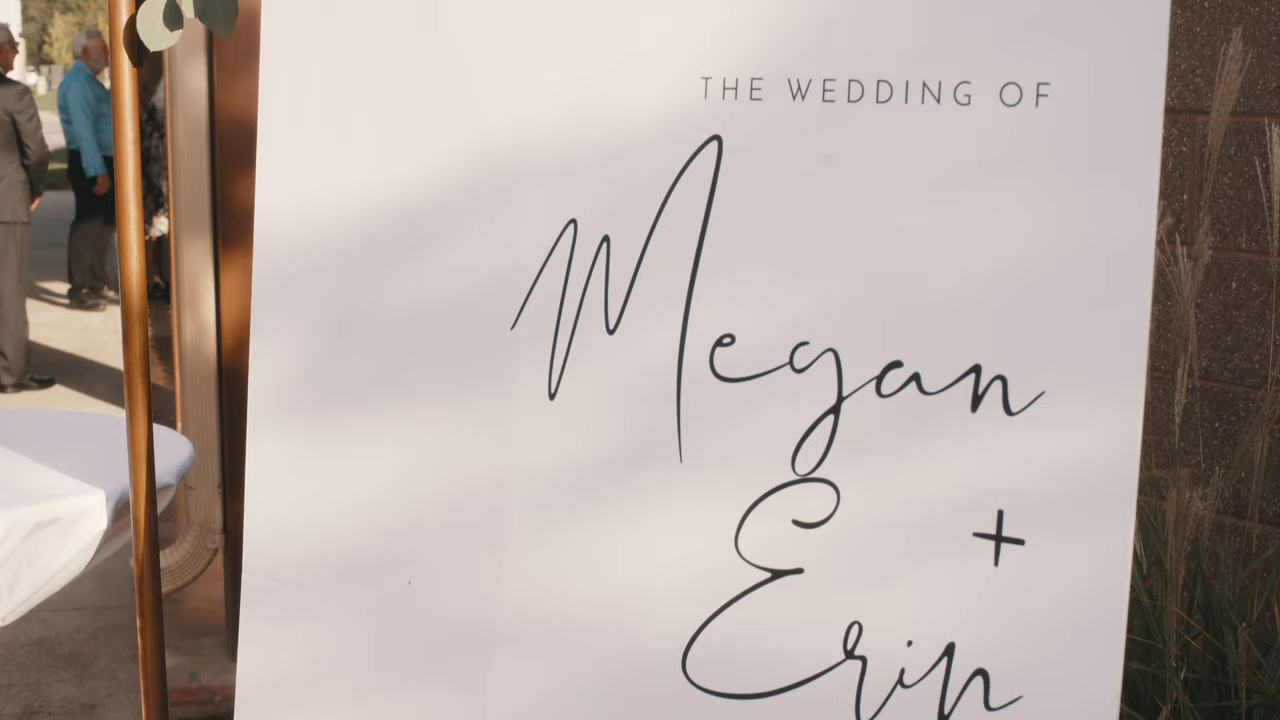 THE WEDDING OF
Megan
+
Erin